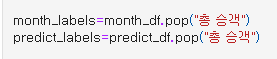 month_labels=month_df.pop("총 승객")
predict_labels=predict_df.pop("총 승객")